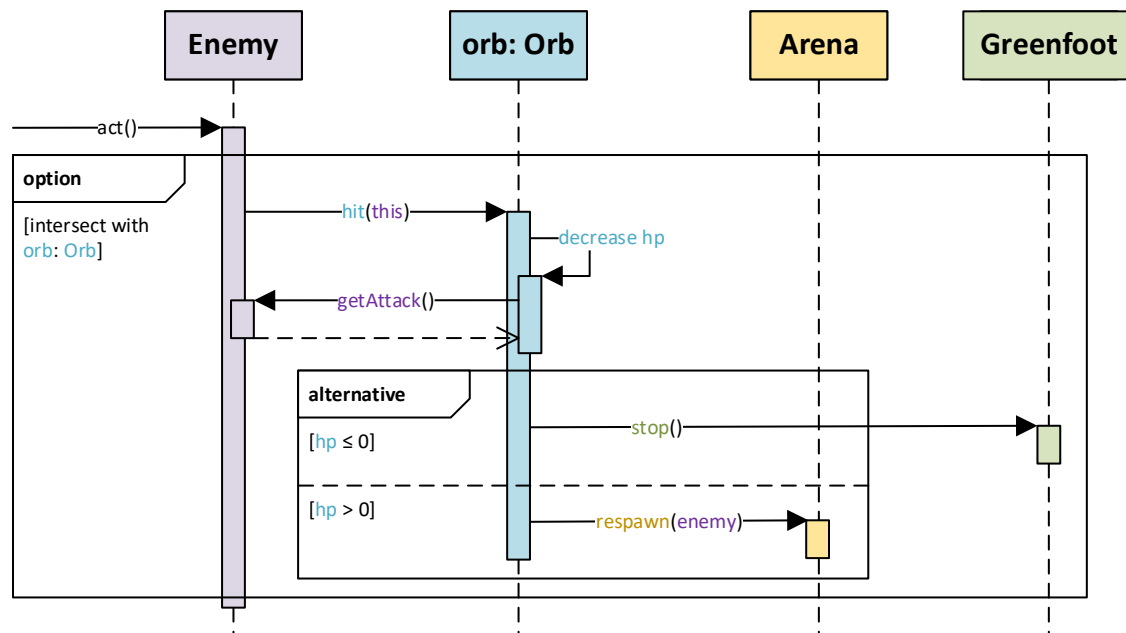 Enemy
orb: Orb
Arena
Greenfoot
act()
option
[intersect with
orb: Orb]
hit(this)
decrease hp
getAttack()
alternative
[hp ≤ 0]
stop()
[hp > 0]
respawn(enemy)